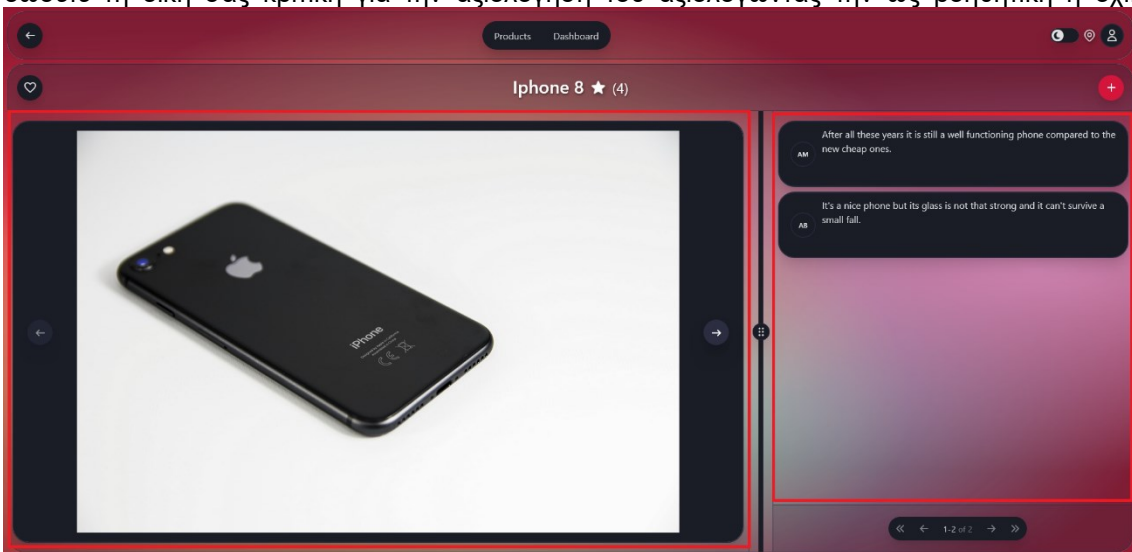 Products Dashboard
Iphone 8 ★ (4)
After all these years it is still a well functioning phone compared to the
new cheap ones.
AM
It's a nice phone but its glass is not that strong and it can't survive a
small fall.
AB
iPhone
1-2 of 2